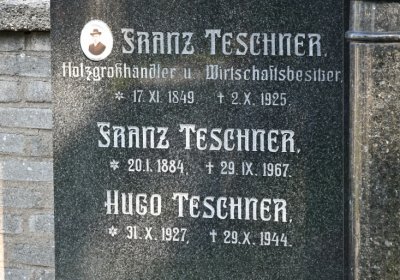 FRANZ TESCHNER,
Holzgroßhändler u. Wirtschaftsbesitzer,
* 17. XI. 1849 † 2. X. 1925.
FRANZ TESCHNER,
* 20.1. 1884, † 29. IX. 1967.
HUGO TESCHNER,
* 31. X. 1927, † 29. X. 1944.